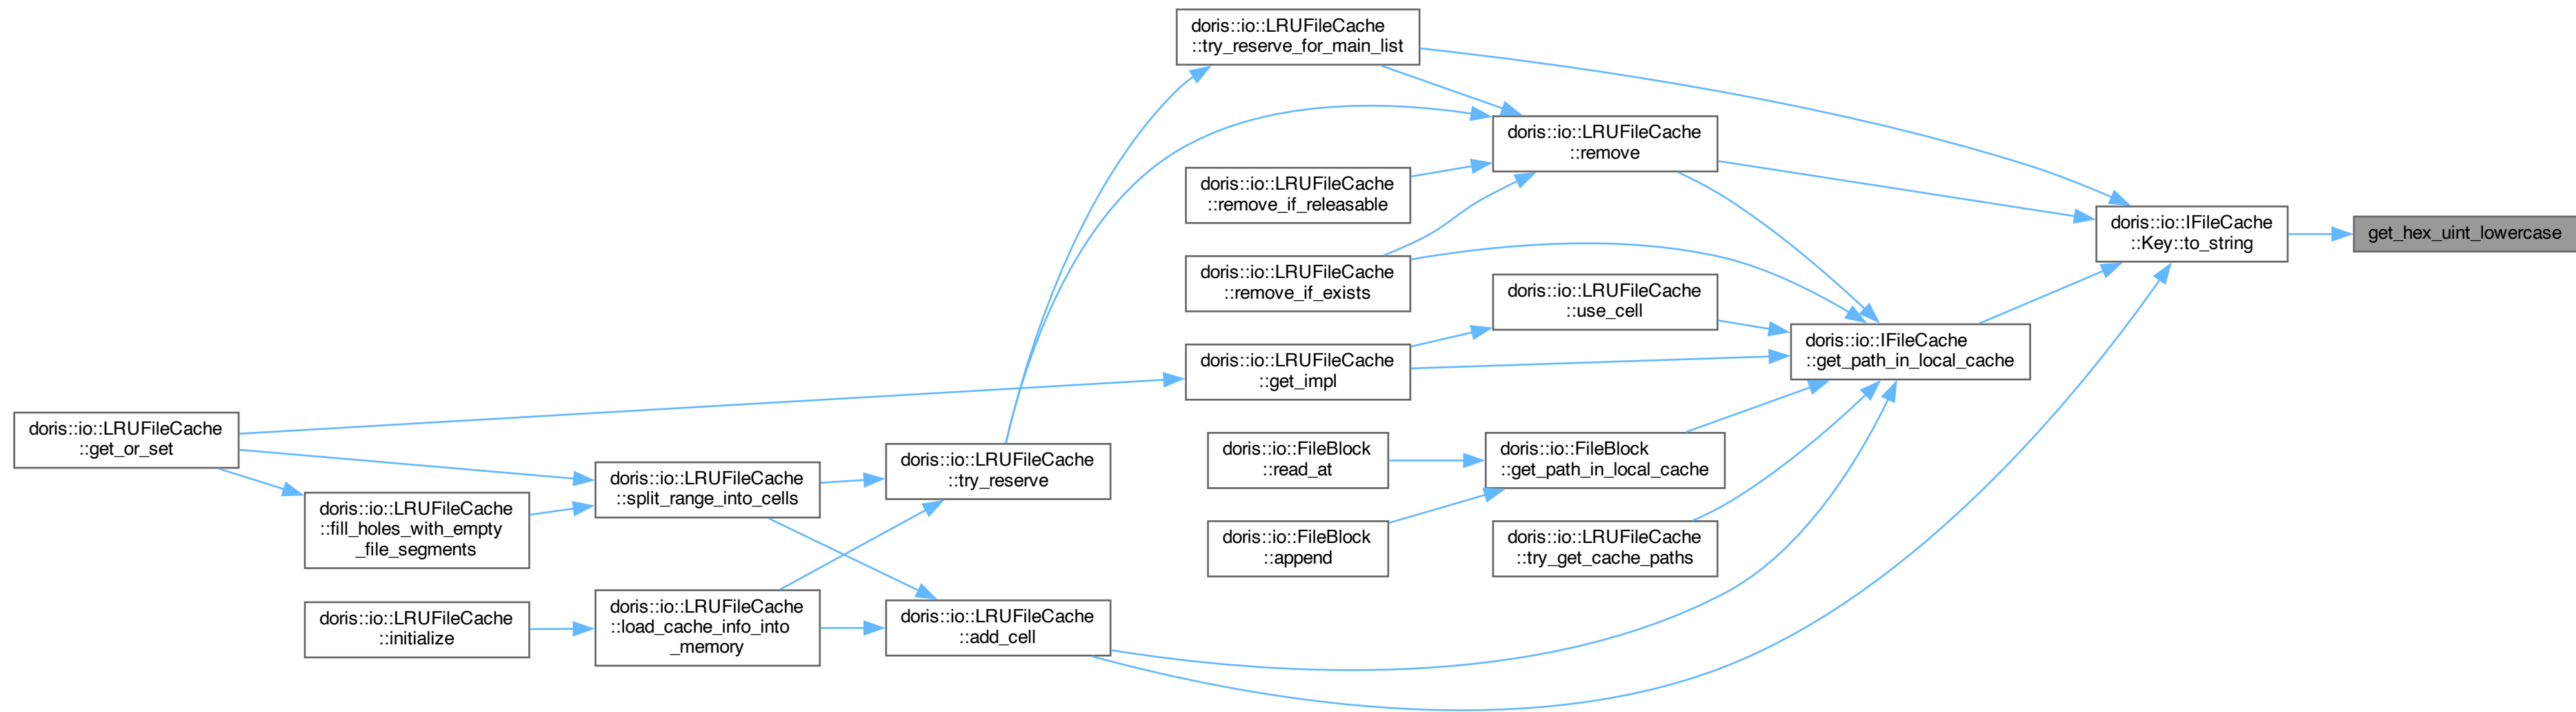 doris::io::LRUFileCache
::try_reserve_for_main_list
doris::io::LRUFileCache
::remove
doris::io::LRUFileCache
::remove_if_releasable
doris::io::IFileCache
::Key::to_string
get_hex_uint_lowercase
doris::io::LRUFileCache
::remove_if_exists
doris::io::LRUFileCache
::use_cell
doris::io::IFileCache
::get_path_in_local_cache
doris::io::LRUFileCache
::get_impl
doris::io::LRUFileCache
::get_or_set
doris::io::FileBlock
::read_at
doris::io::FileBlock
::get_path_in_local_cache
doris::io::LRUFileCache
::try_reserve
doris::io::LRUFileCache
::split_range_into_cells
doris::io::LRUFileCache
::fill_holes_with_empty
_file_segments
doris::io::FileBlock
::append
doris::io::LRUFileCache
::try_get_cache_paths
doris::io::LRUFileCache
::initialize
doris::io::LRUFileCache
::load_cache_info_into
_memory
doris::io::LRUFileCache
::add_cell